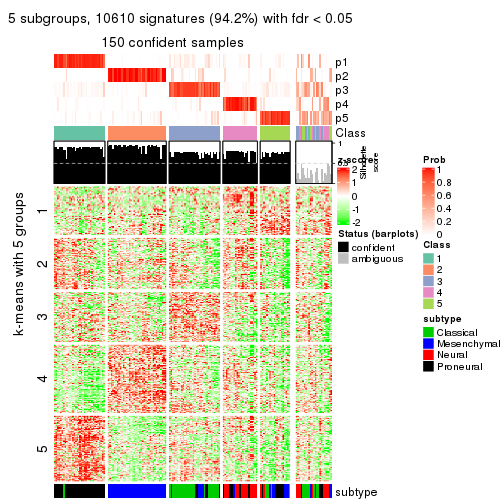 5 subgroups, 10610 signatures (94.2%) with fdr < 0.05
150 confident samples
p1
p2
p3
p4
p5
Class
1
0.5
0
Silhouette
score
z-score
2
1
0
-1
-2
Status (barplots)
confident
ambiguous
Prob
1
0.8
0.6
0.4
0.2
0
Class
1
2
3
4
5
subtype
Classical
Mesenchymal
Neural
Proneural
k-means with 5 groups
1
2
3
4
5
subtype